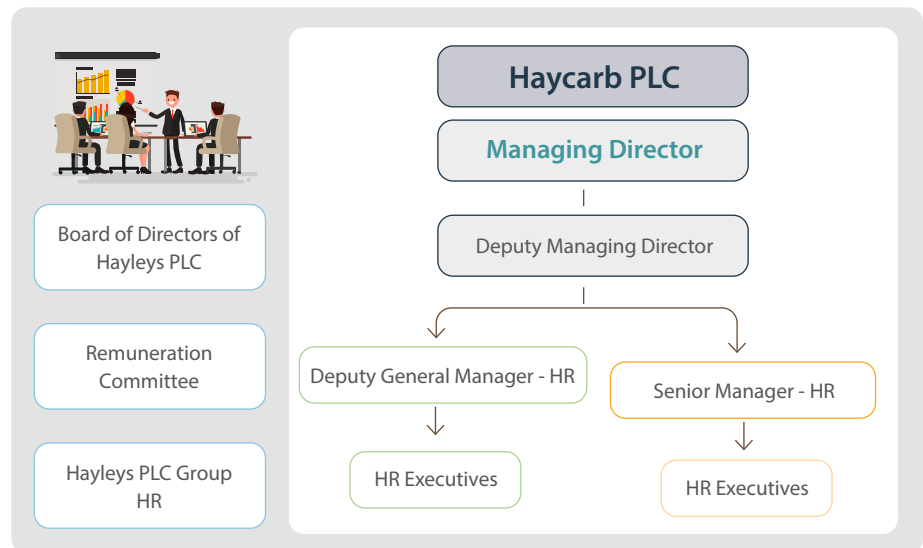 Board of Directors of
Hayleys PLC
Remuneration
Committee
Hayleys PLC Group
HR
Haycarb PLC
Managing Director
Deputy Managing Director
Deputy General Manager - HR
Senior Manager - HR
HR Executives
HR Executives